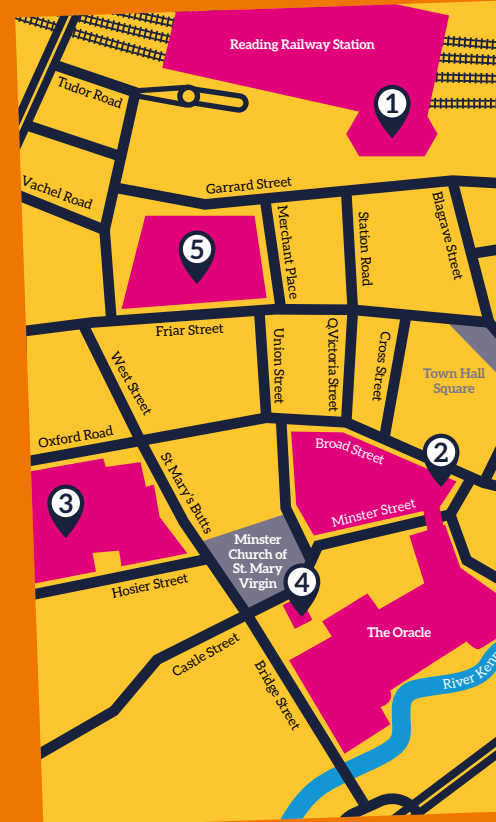 Reading Railway Station
1
Tudor Road
Vachel Road
Garrard Street
Merchant Place
Station Road
Blagrave Street
5
Friar Street
Union Street
Q.Victoria Street
Cross Street
Town Hall
Square
West Street
Oxford Road
Broad Street
2
St Mary's Butts
3
Minster Street
Minster
Church of
St. Mary
Virgin
4
Hosier Street
The Oracle
Castle Street
Bridge Street
River